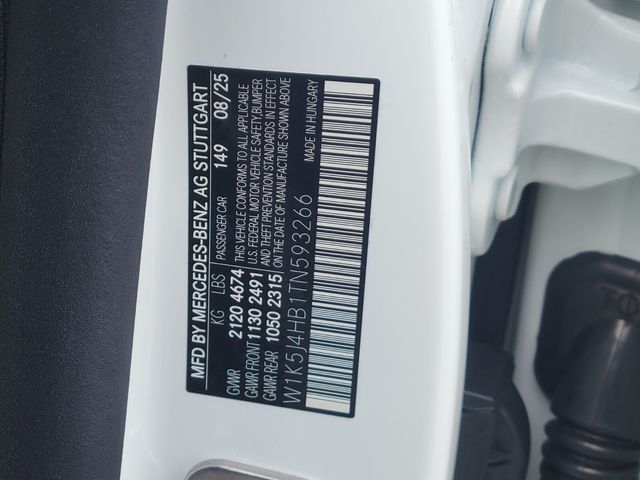 MFD BY MERCEDES-BENZ AG STUTTGART
PASSENGER CAR 149 08/25
KG LBS
GVWR 2120 4674
GAWR FRONT 1130 2491
GAWR REAR 1050 2315
THIS VEHICLE CONFORMS TO ALL APPLICABLE
U.S. FEDERAL MOTOR VEHICLE SAFETY,BUMPER
AND THEFT PREVENTION STANDARDS IN EFFECT
ON THE DATE OF MANUFACTURE SHOWN ABOVE
MADE IN HUNGARY
W1K5J4HB1TN593266